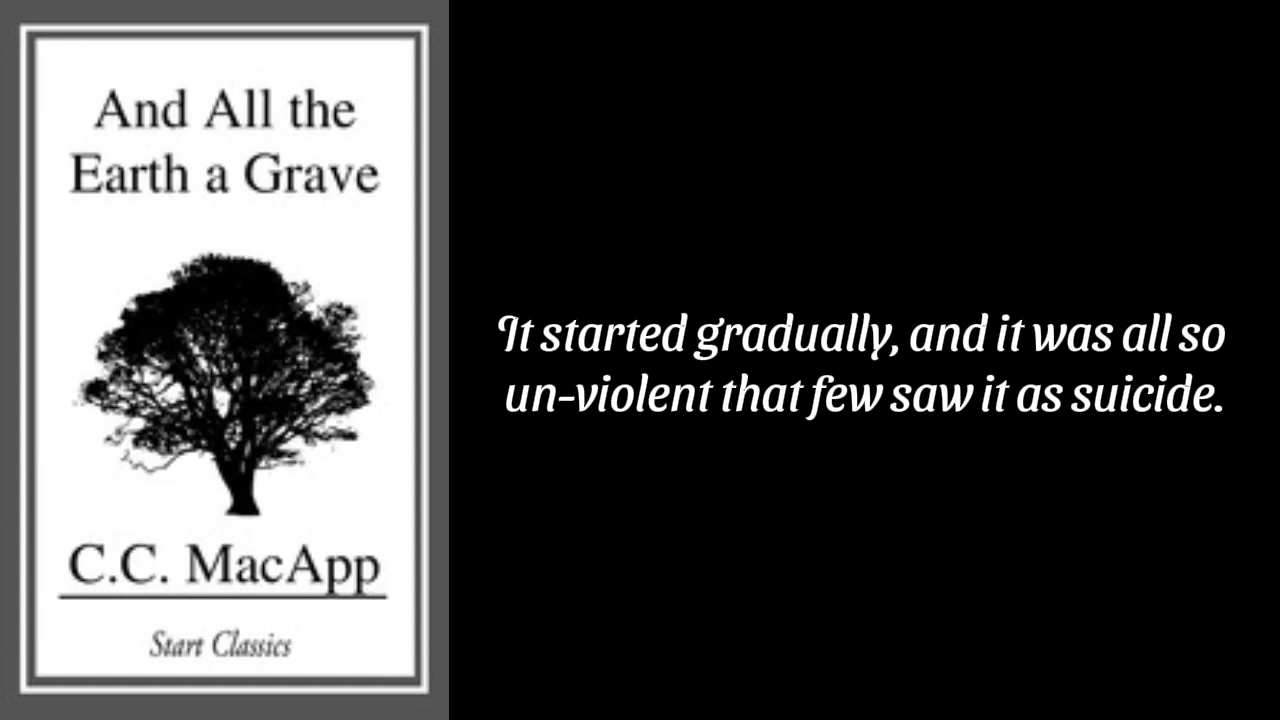 And All the
Earth a Grave
C.C. MacApp
Start Classics
It started gradually, and it was all so
un-violent that few saw it as suicide.